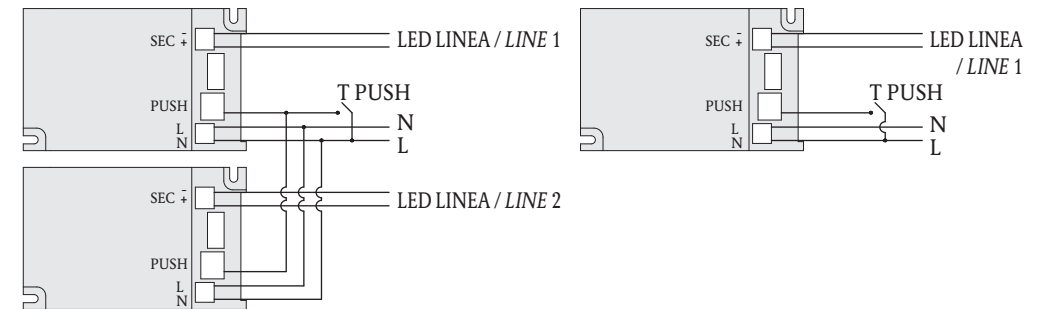 SEC - +
LED LINEA / LINE 1
T PUSH
PUSH
L
N
N
L
SEC - +
LED LINEA / LINE 2
PUSH
L
N
SEC - +
LED LINEA
/ LINE 1
T PUSH
PUSH
L
N
N
L